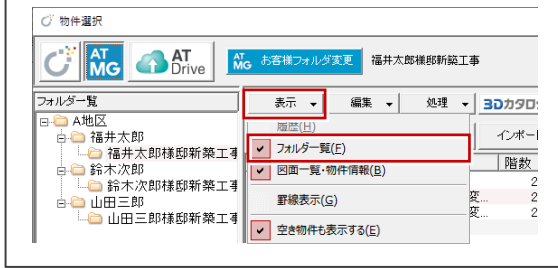 物件選択
AT MG
AT Drive
AT MG お客様フォルダ変更 福井太郎様邸新築工事
フォルダ一覧
A地区
福井太郎
福井太郎様邸新築工事
鈴木次郎
鈴木次郎様邸新築工事
山田三郎
山田三郎様邸新築工事
表示 編集 処理 3Dカタロ
履歴(H)
フォルダ一覧(F)
図面一覧・物件情報(B)
罫線表示(G)
空き物件も表示する(E)
インポート
階数
2
変... 2
変... 2